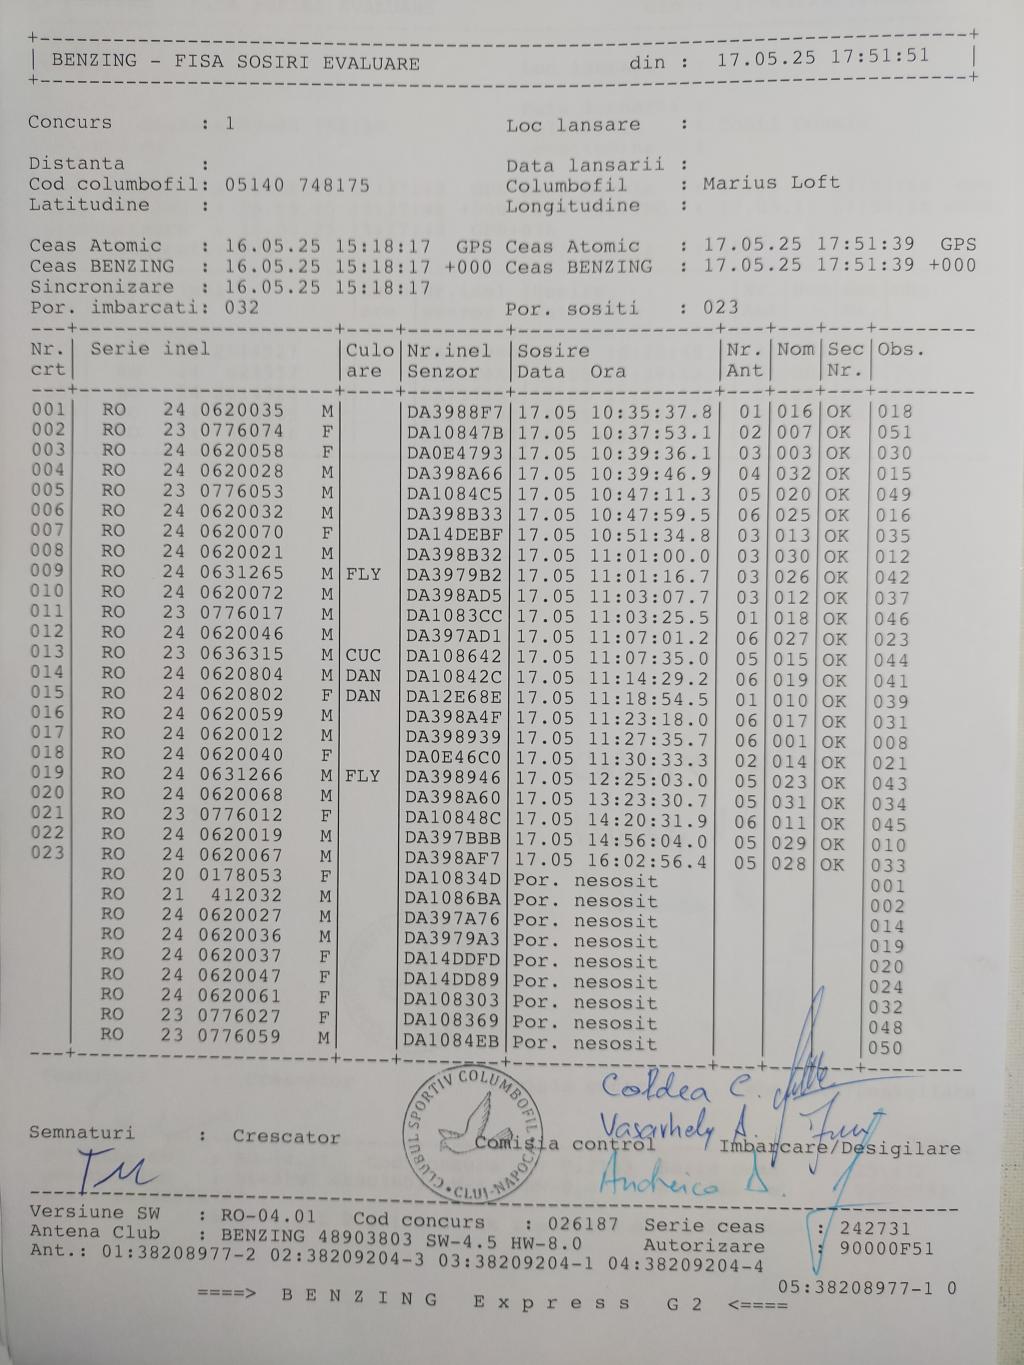 +------------------------------------------------------------------------------+
| BENZING - FISA SOSIRI EVALUARE din : 17.05.25 17:51:51 |
+------------------------------------------------------------------------------+
Concurs : 1 Loc lansare :
Distanta : Data lansarii :
Cod columbofil: 05140 748175 Columbofil : Marius Loft
Latitudine : Longitudine :
Ceas Atomic : 16.05.25 15:18:17 GPS Ceas Atomic : 17.05.25 17:51:39 GPS
Ceas BENZING : 16.05.25 15:18:17 +000 Ceas BENZING : 17.05.25 17:51:39 +000
Sincronizare : 16.05.25 15:18:17
Por. imbarcati: 032 Por. sositi : 023
Nr.| Serie inel |Culo|Nr.inel |Sosire |Nr.|Nom|Sec|Obs.
crt| |are |Senzor |Data Ora |Ant| |Nr.|
001| RO 24 0620035 M| |DA3988F7|17.05 10:35:37.8| 01|016|OK |018
002| RO 23 0776074 F| |DA10847B|17.05 10:37:53.1| 02|007|OK |051
003| RO 24 0620058 F| |DA0E4793|17.05 10:39:36.1| 03|003|OK |030
004| RO 24 0620028 M| |DA398A66|17.05 10:39:46.9| 04|032|OK |015
005| RO 23 0776053 M| |DA1084C5|17.05 10:47:11.3| 05|020|OK |049
006| RO 24 0620032 M| |DA398B33|17.05 10:47:59.5| 06|025|OK |016
007| RO 24 0620070 F| |DA14DEBF|17.05 10:51:34.8| 03|013|OK |035
008| RO 24 0620021 M| |DA398B32|17.05 11:01:00.0| 03|030|OK |012
009| RO 24 0631265 M|FLY |DA3979B2|17.05 11:01:16.7| 03|026|OK |042
010| RO 24 0620072 M| |DA398AD5|17.05 11:03:07.7| 03|012|OK |037
011| RO 23 0776017 M| |DA1083CC|17.05 11:03:25.5| 01|018|OK |046
012| RO 24 0620046 M| |DA397AD1|17.05 11:07:01.2| 06|027|OK |023
013| RO 23 0636315 M|CUC |DA108642|17.05 11:07:35.0| 05|015|OK |044
014| RO 24 0620804 M|DAN |DA10842C|17.05 11:14:29.2| 06|019|OK |041
015| RO 24 0620802 F|DAN |DA12E68E|17.05 11:18:54.5| 01|010|OK |039
016| RO 24 0620059 M| |DA398A4F|17.05 11:23:18.0| 06|017|OK |031
017| RO 24 0620012 M| |DA398939|17.05 11:27:35.7| 06|001|OK |008
018| RO 24 0620040 F| |DA0E46C0|17.05 11:30:33.3| 02|014|OK |021
019| RO 24 0631266 M|FLY |DA398946|17.05 12:25:03.0| 05|023|OK |043
020| RO 24 0620068 M| |DA398A60|17.05 13:23:30.7| 05|031|OK |034
021| RO 23 0776012 F| |DA10848C|17.05 14:20:31.9| 06|011|OK |045
022| RO 24 0620019 M| |DA397BBB|17.05 14:56:04.0| 05|029|OK |010
023| RO 24 0620067 M| |DA398AF7|17.05 16:02:56.4| 05|028|OK |033
| RO 20 0178053 F| |DA10834D|Por. nesosit | | | |001
| RO 21 412032 M| |DA1086BA|Por. nesosit | | | |002
| RO 24 0620027 M| |DA397A76|Por. nesosit | | | |014
| RO 24 0620036 M| |DA3979A3|Por. nesosit | | | |019
| RO 24 0620037 F| |DA14DDFD|Por. nesosit | | | |020
| RO 24 0620047 F| |DA14DD89|Por. nesosit | | | |024
| RO 24 0620061 F| |DA108303|Por. nesosit | | | |032
| RO 23 0776027 F| |DA108369|Por. nesosit | | | |048
| RO 23 0776059 M| |DA1084EB|Por. nesosit | | | |050
Coldea C.
Vasarhely A.
CLUBUL SPORTIV COLUMBOFIL
• CLUJ-NAPOCA •
Semnaturi : Crescator Comisia control Imbarcare/Desigilare
Andreica D.
Versiune SW : RO-04.01 Cod concurs : 026187 Serie ceas : 242731
Antena Club : BENZING 48903803 SW-4.5 HW-8.0 Autorizare : 90000F51
Ant.: 01:38208977-2 02:38209204-3 03:38209204-1 04:38209204-4
05:38208977-1 0
====> B E N Z I N G E x p r e s s G 2 <====